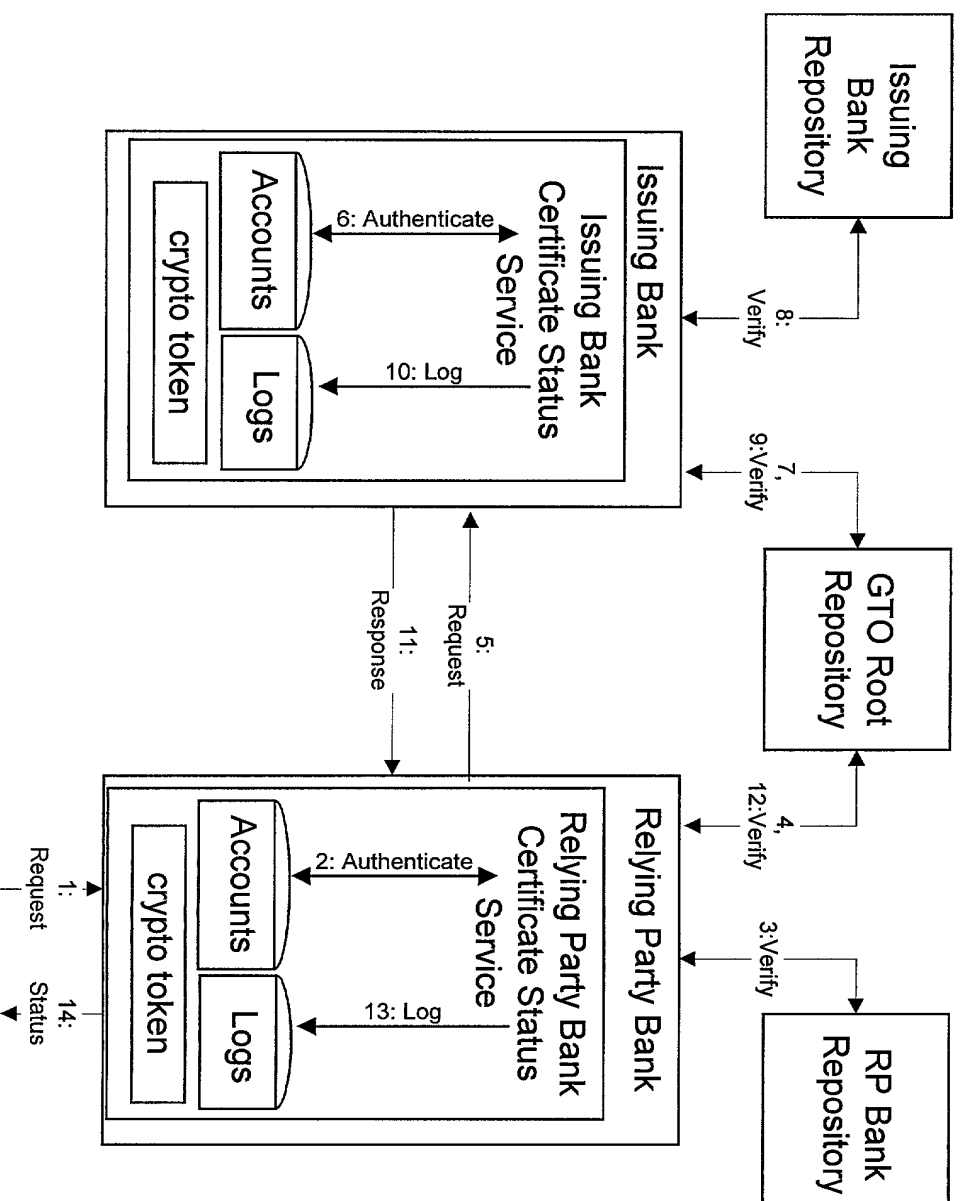 Issuing
Bank
Repository
GTO Root
Repository
RP Bank
Repository
8:
Verify
7,
9:Verify
4,
12:Verify
3:Verify
Issuing Bank
Issuing Bank
Certificate Status
Service
6: Authenticate
10: Log
Accounts
Logs
crypto token
5:
Request
11:
Response
Relying Party Bank
Relying Party Bank
Certificate Status
Service
2: Authenticate
13: Log
Accounts
Logs
crypto token
1:
Request
14:
Status